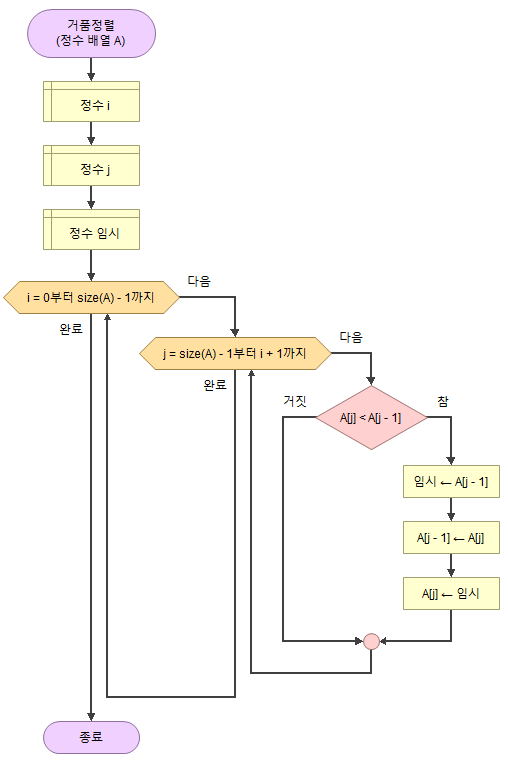 거품정렬
(정수 배열 A)
정수 i
정수 j
정수 임시
i = 0부터 size(A) - 1까지
다음
완료
j = size(A) - 1부터 i + 1까지
다음
완료
A[j] < A[j - 1]
거짓
참
임시 ← A[j - 1]
A[j - 1] ← A[j]
A[j] ← 임시
종료